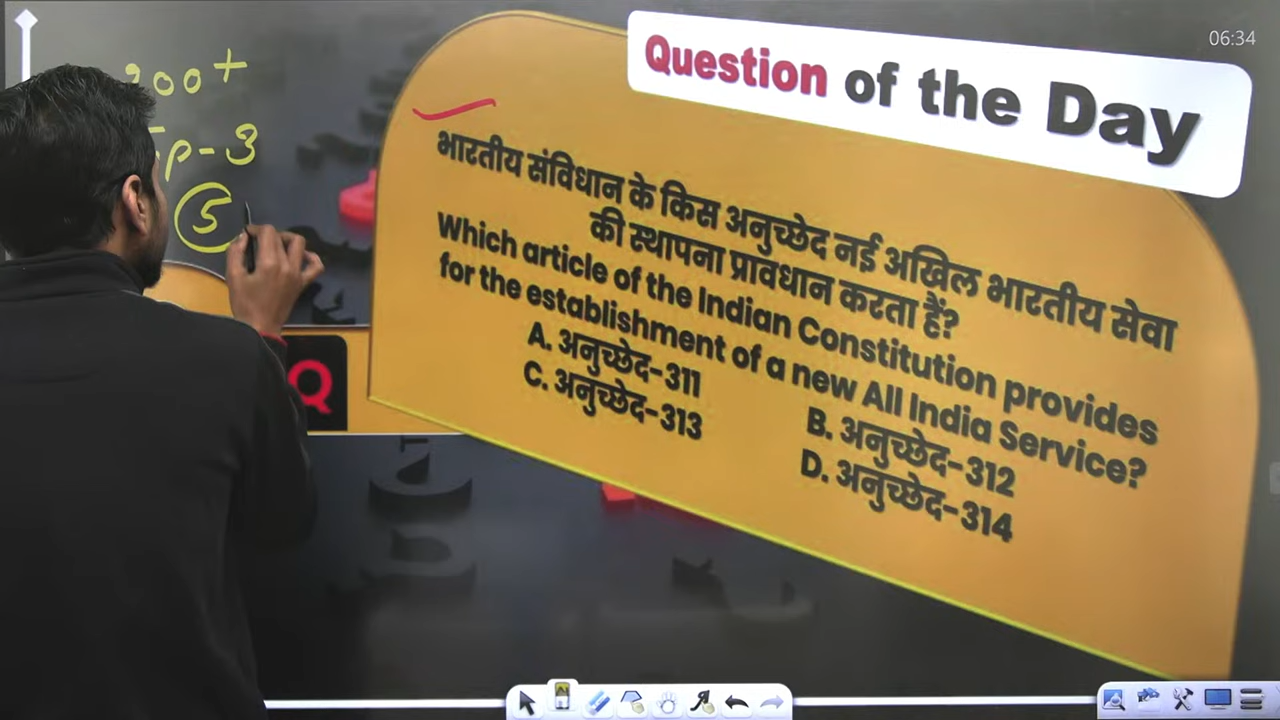 06:34
Question of the Day
00+
p-3
5
भारतीय संविधान के किस अनुच्छेद नई अखिल भारतीय सेवा
की स्थापना प्रावधान करता हैं?
Which article of the Indian Constitution provides
for the establishment of a new All India Service?
A. अनुच्छेद-311
B. अनुच्छेद-312
C. अनुच्छेद-313
D. अनुच्छेद-314
Q